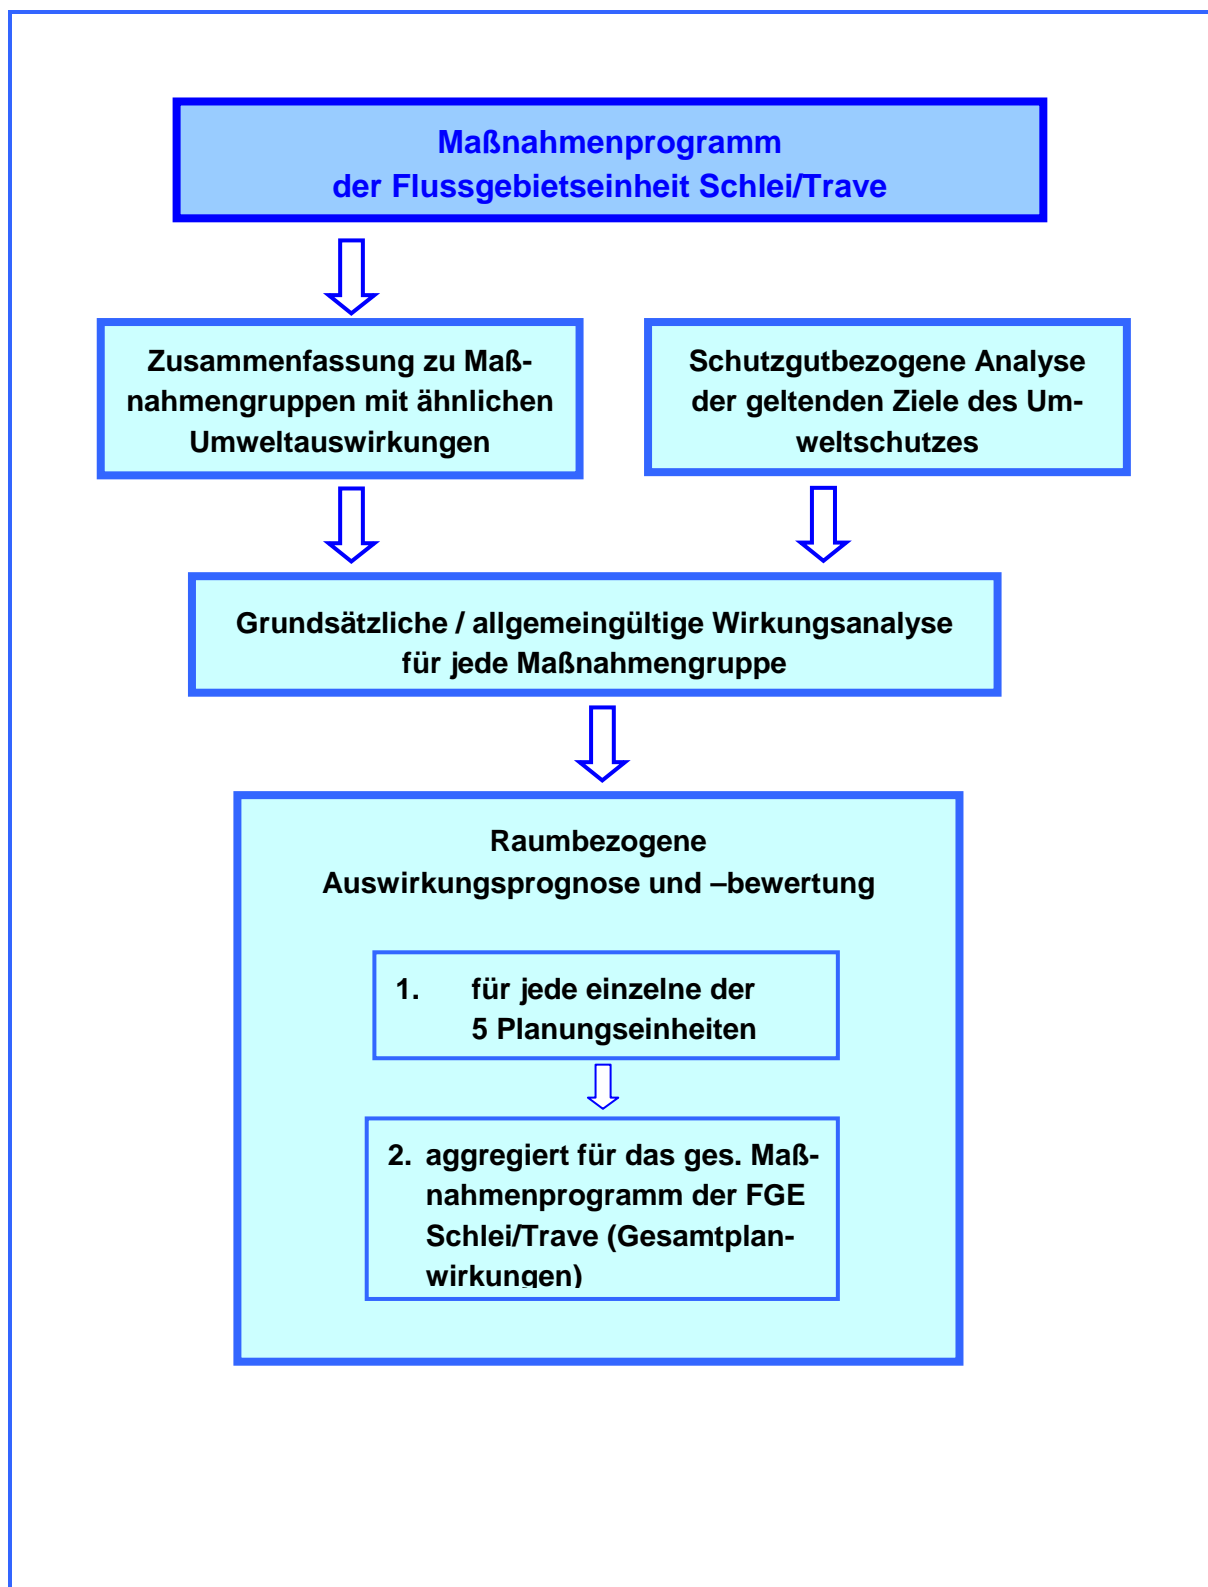 Maßnahmenprogramm
der Flussgebietseinheit Schlei/Trave
Zusammenfassung zu Maß-
nahmengruppen mit ähnlichen
Umweltauswirkungen
Schutzgutbezogene Analyse
der geltenden Ziele des Um-
weltschutzes
Grundsätzliche / allgemeingültige Wirkungsanalyse
für jede Maßnahmengruppe
Raumbezogene
Auswirkungsprognose und –bewertung
1. für jede einzelne der
5 Planungseinheiten
2. aggregiert für das ges. Maß-
nahmenprogramm der FGE
Schlei/Trave (Gesamtplan-
wirkungen)